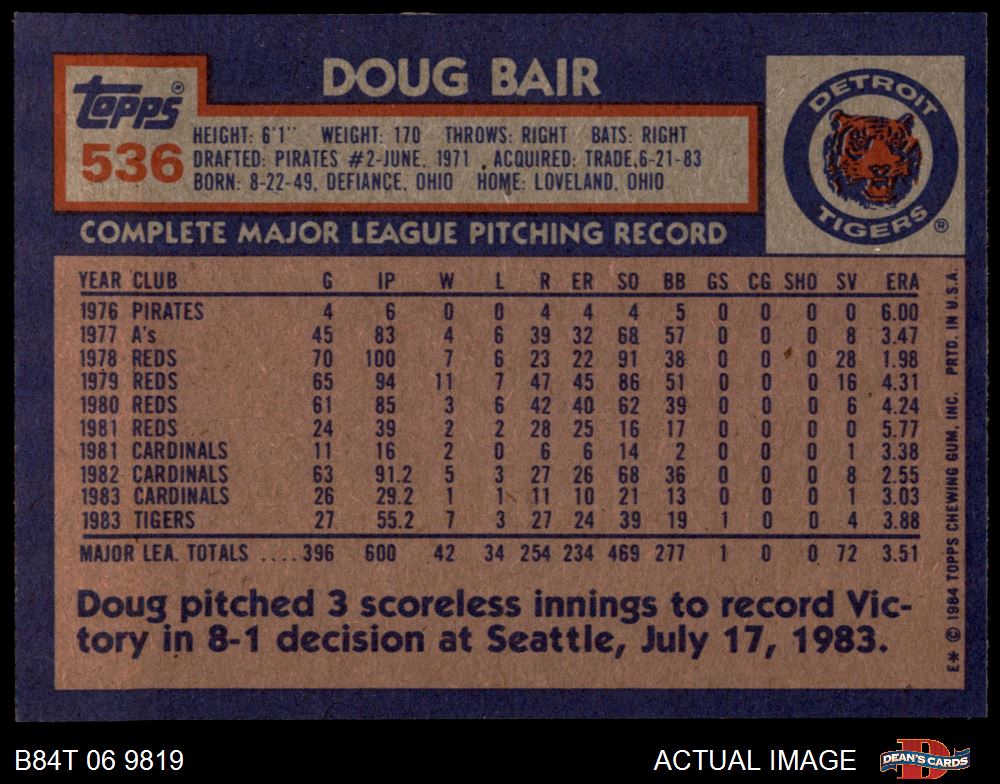 DOUG BAIR
TOPPS®
536
HEIGHT: 6'1" WEIGHT: 170 THROWS: RIGHT BATS: RIGHT
DRAFTED: PIRATES #2-JUNE, 1971 ACQUIRED: TRADE,6-21-83
BORN: 8-22-49, DEFIANCE, OHIO HOME: LOVELAND, OHIO
DETROIT
TIGERS®
COMPLETE MAJOR LEAGUE PITCHING RECORD
YEAR CLUB G IP W L R ER SO BB GS CG SHO SV ERA
1976 PIRATES 4 6 0 0 4 4 4 5 0 0 0 0 6.00
1977 A's 45 83 4 6 39 32 68 57 0 0 0 8 3.47
1978 REDS 70 100 7 6 23 22 91 38 0 0 0 28 1.98
1979 REDS 65 94 11 7 47 45 86 51 0 0 0 16 4.31
1980 REDS 61 85 3 6 42 40 62 39 0 0 0 6 4.24
1981 REDS 24 39 2 2 28 25 16 17 0 0 0 0 5.77
1981 CARDINALS 11 16 2 0 6 6 14 2 0 0 0 1 3.38
1982 CARDINALS 63 91.2 5 3 27 26 68 36 0 0 0 8 2.55
1983 CARDINALS 26 29.2 1 1 11 10 21 13 0 0 0 1 3.03
1983 TIGERS 27 55.2 7 3 27 24 39 19 1 0 0 4 3.88
MAJOR LEA. TOTALS ....396 600 42 34 254 234 469 277 1 0 0 72 3.51
Doug pitched 3 scoreless innings to record Vic-
tory in 8-1 decision at Seattle, July 17, 1983.
E* © 1984 TOPPS CHEWING GUM, INC. PRTD. IN U.S.A.
B84T 06 9819
ACTUAL IMAGE
D
DEAN'S CARDS